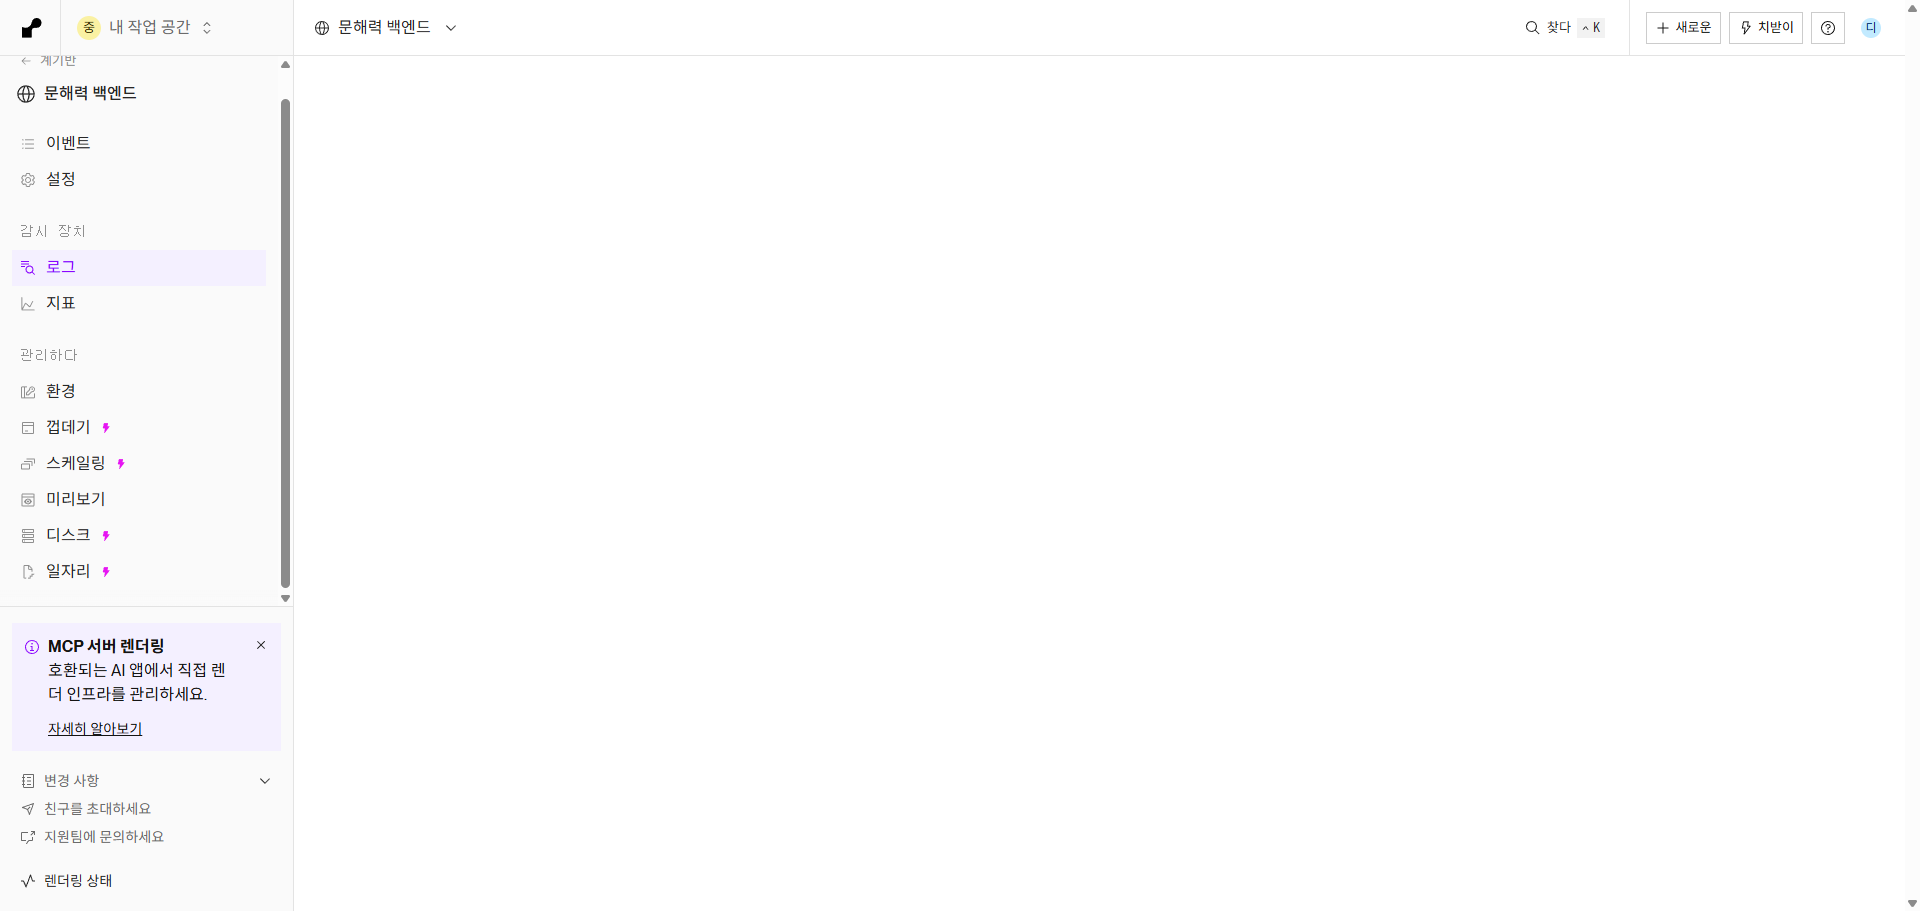 중 내 작업 공간
문해력 백엔드
찾다 ^ K
+ 새로운
치받이
디
← 계기반
문해력 백엔드
이벤트
설정
감시 장치
로그
지표
관리하다
환경
껍데기
스케일링
미리보기
디스크
일자리
MCP 서버 렌더링
호환되는 AI 앱에서 직접 렌
더 인프라를 관리하세요.
자세히 알아보기
변경 사항
친구를 초대하세요
지원팀에 문의하세요
렌더링 상태